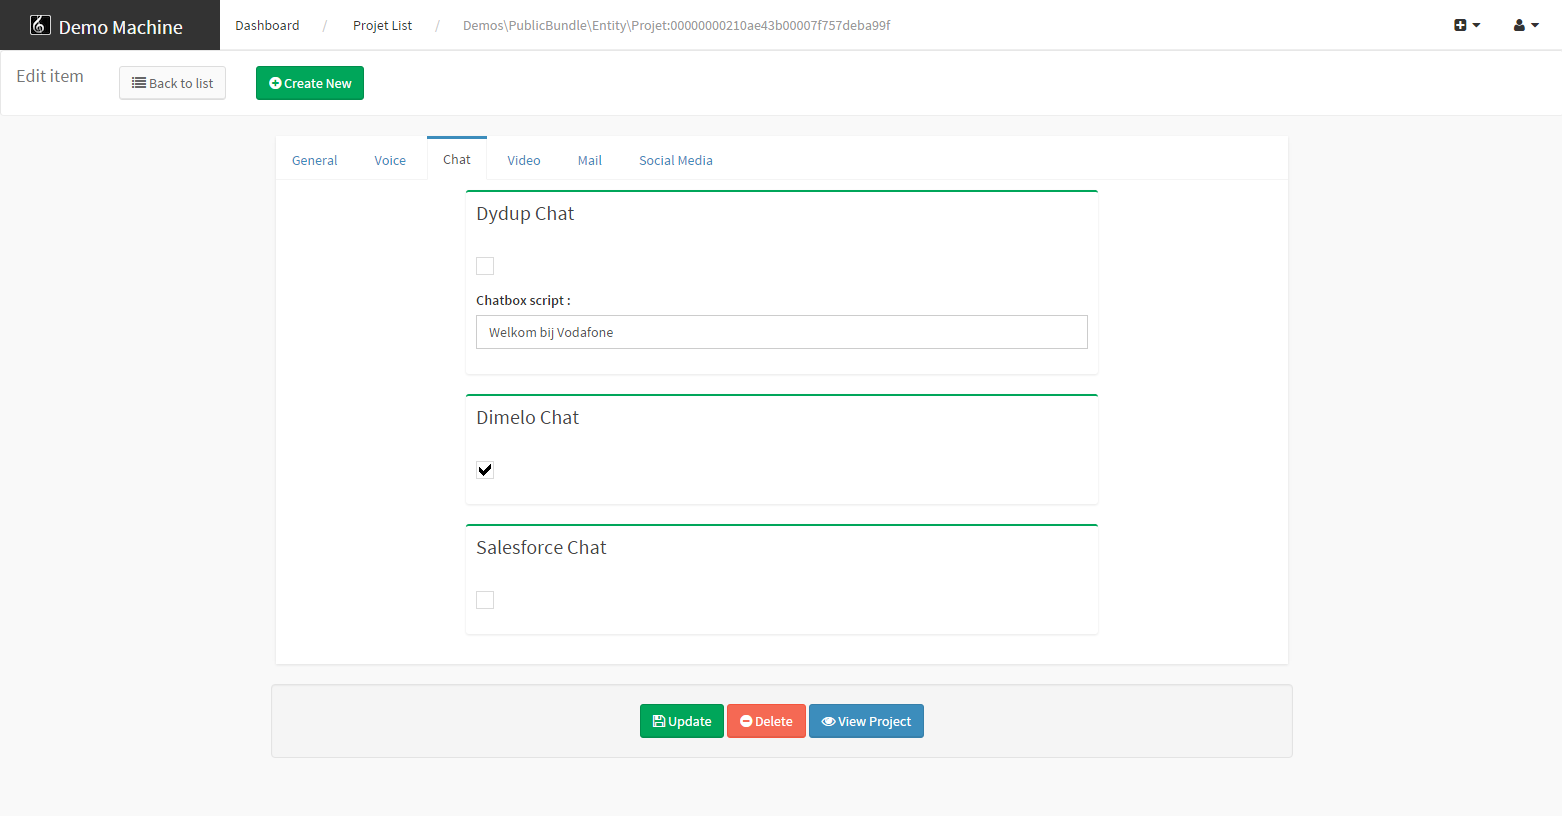 Demo Machine
Dashboard / Projet List / Demos\PublicBundle\Entity\Projet:00000000210ae43b00007f757deba99f
Edit item
Back to list
Create New
General
Voice
Chat
Video
Mail
Social Media
Dydup Chat
Chatbox script :
Welkom bij Vodafone
Dimelo Chat
Salesforce Chat
Update
Delete
View Project